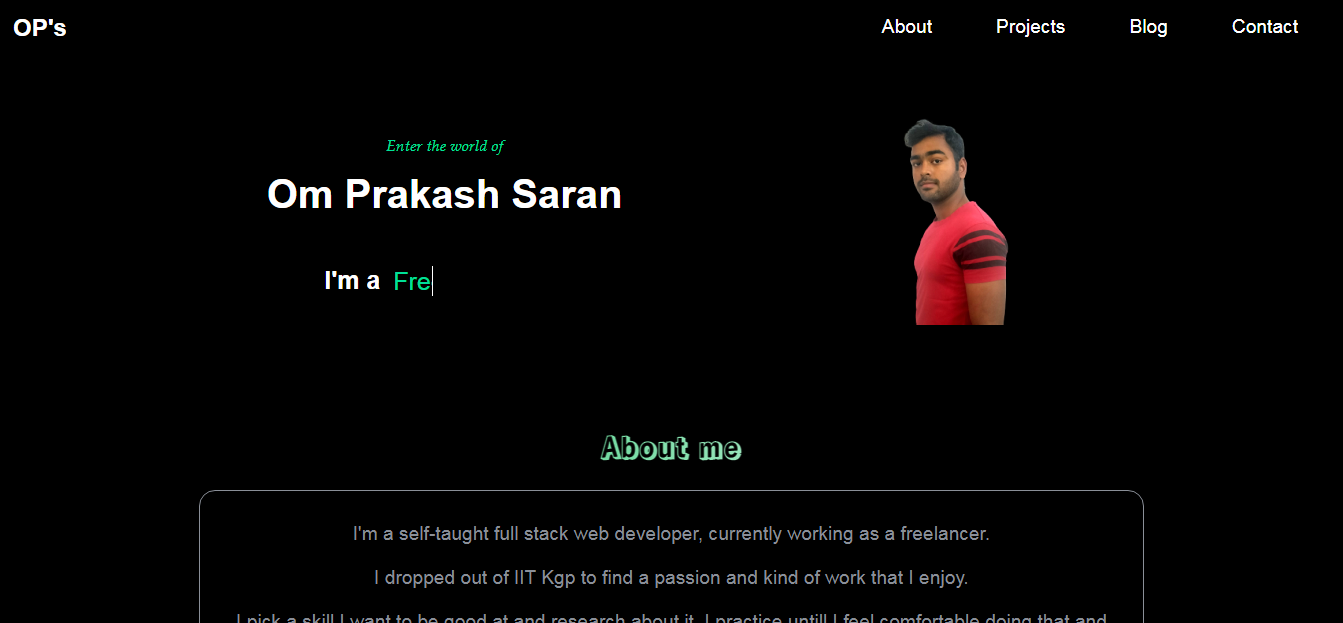 OP's
About Projects Blog Contact
Enter the world of
Om Prakash Saran
I'm a Fre
About me
I'm a self-taught full stack web developer, currently working as a freelancer.
I dropped out of IIT Kgp to find a passion and kind of work that I enjoy.
I pick a skill I want to be good at and research about it. I practice untill I feel comfortable doing that and